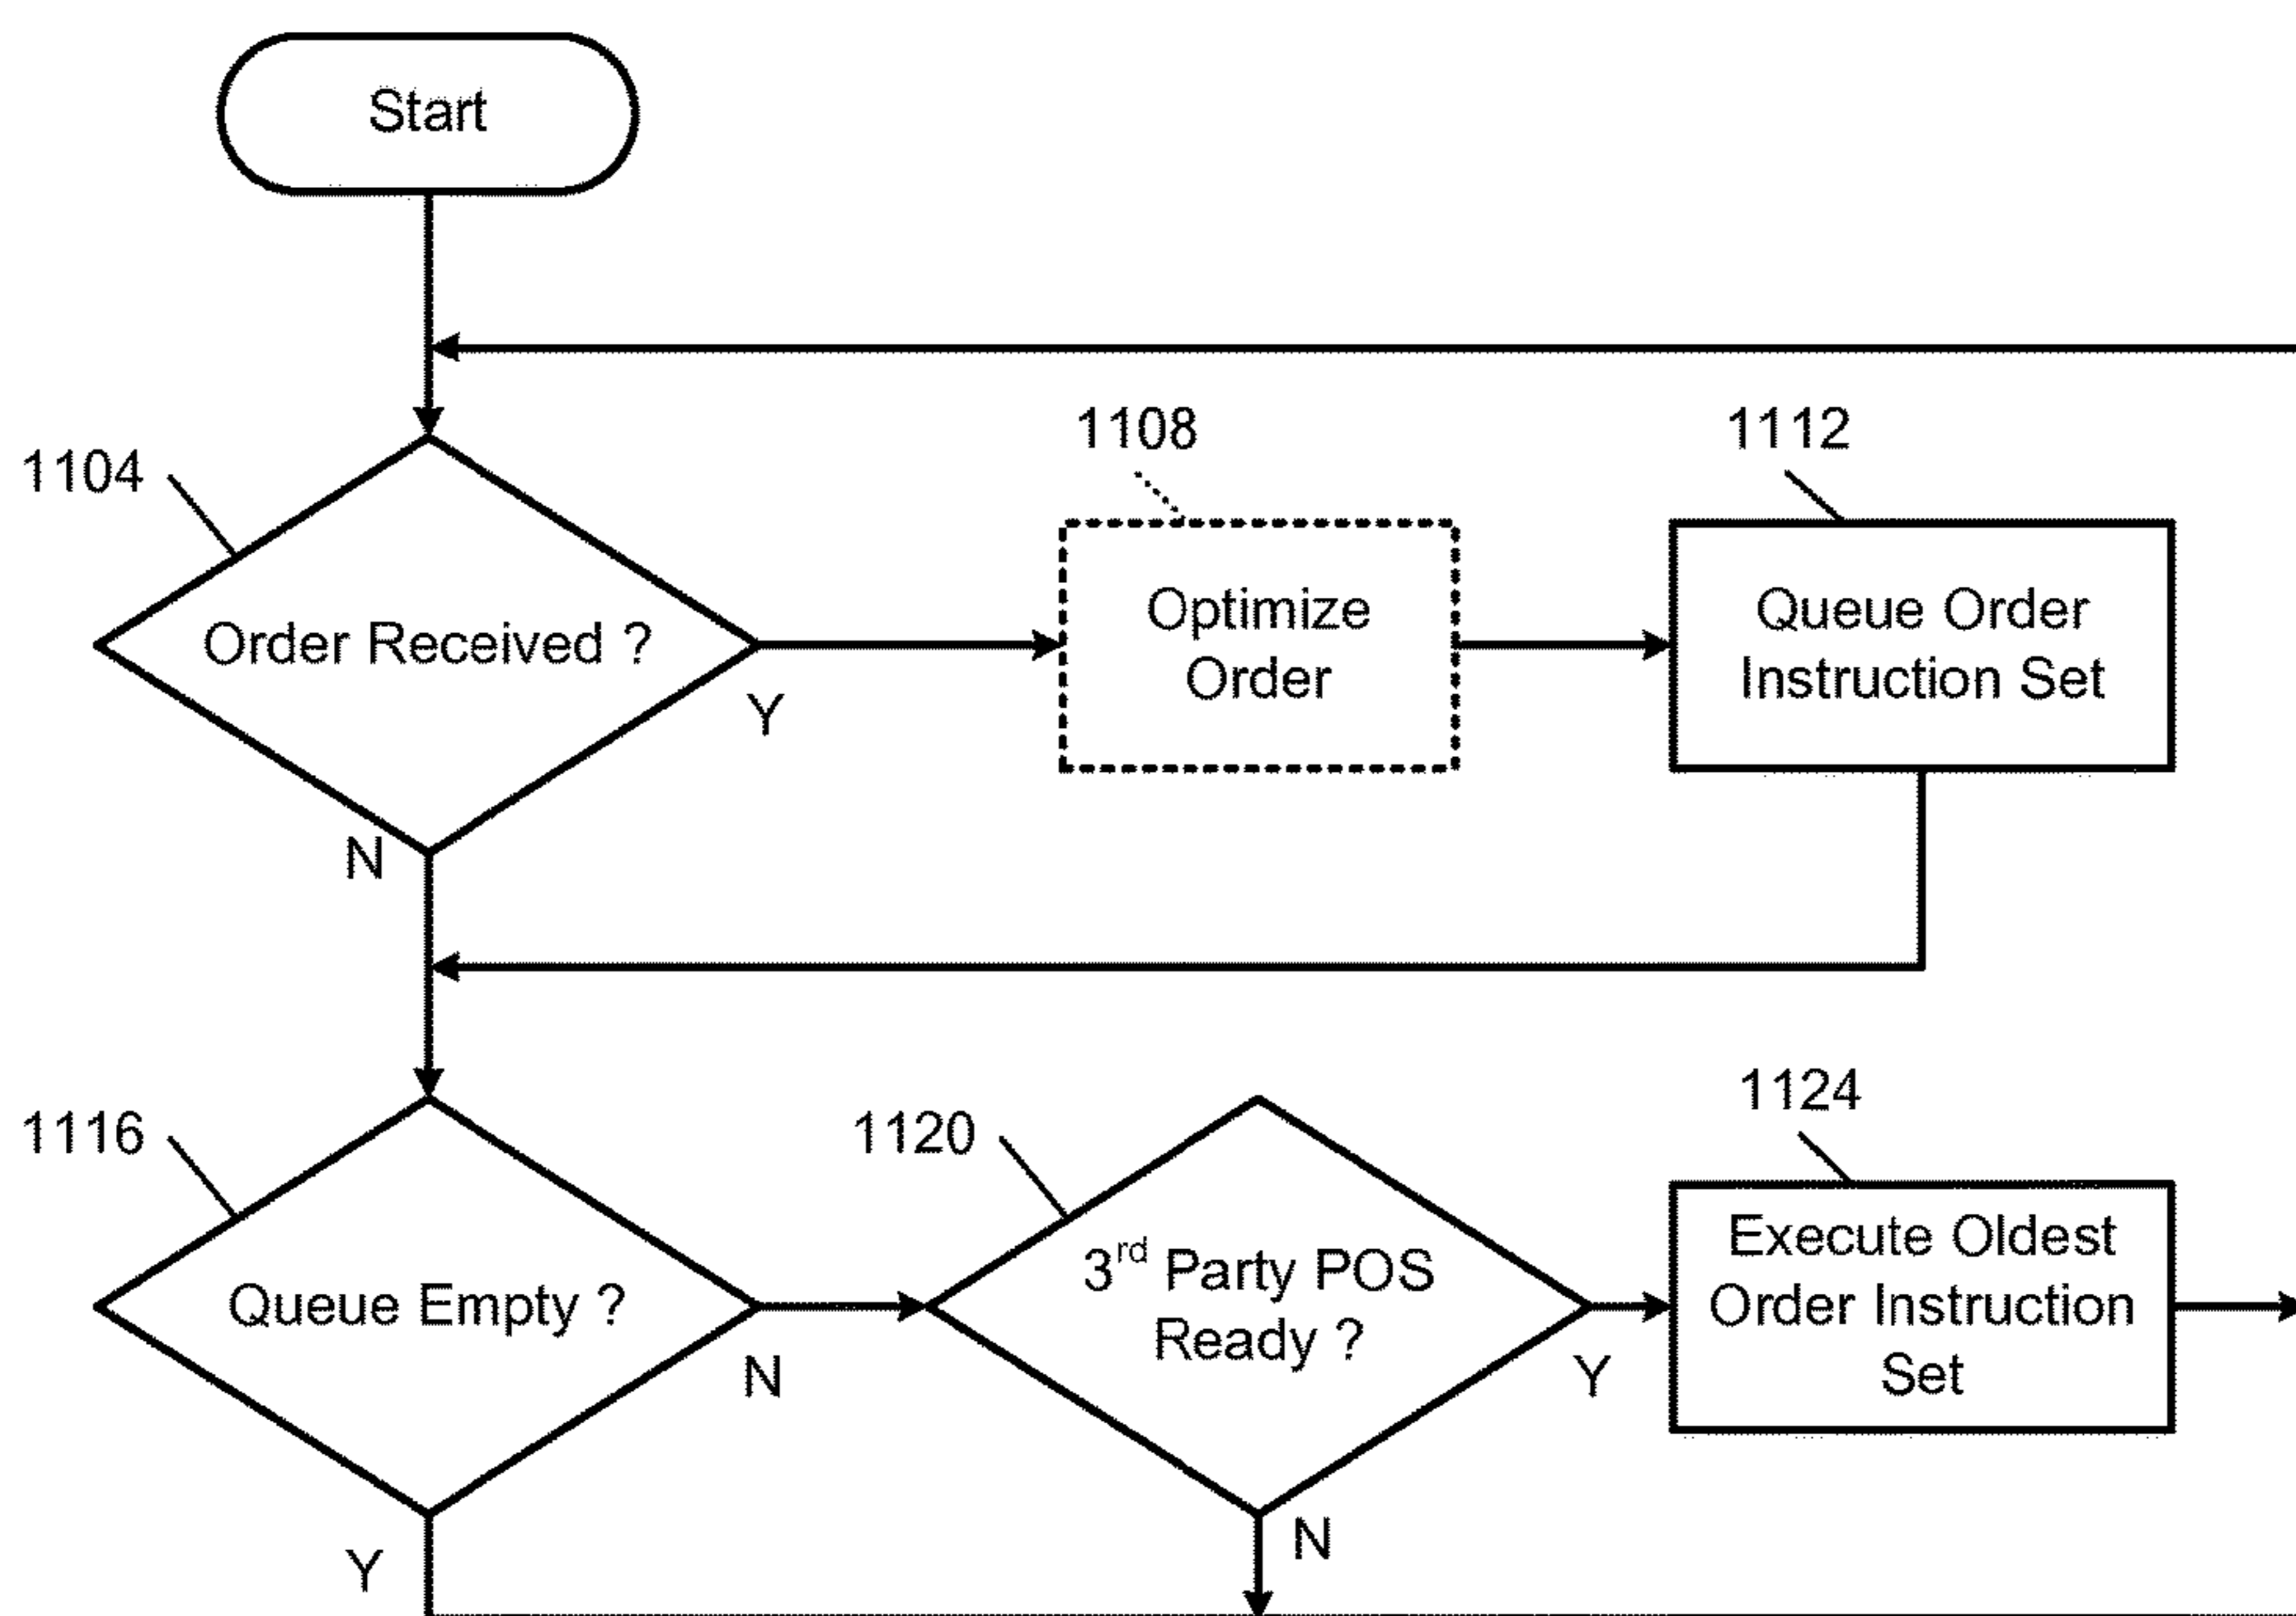 Start
1104
1108
1112
Order Received ?
Optimize
Order
Queue Order
Instruction Set
Y
N
1116
1120
1124
Queue Empty ?
3rd Party POS
Ready ?
Execute Oldest
Order Instruction
Set
N
Y
Y
N